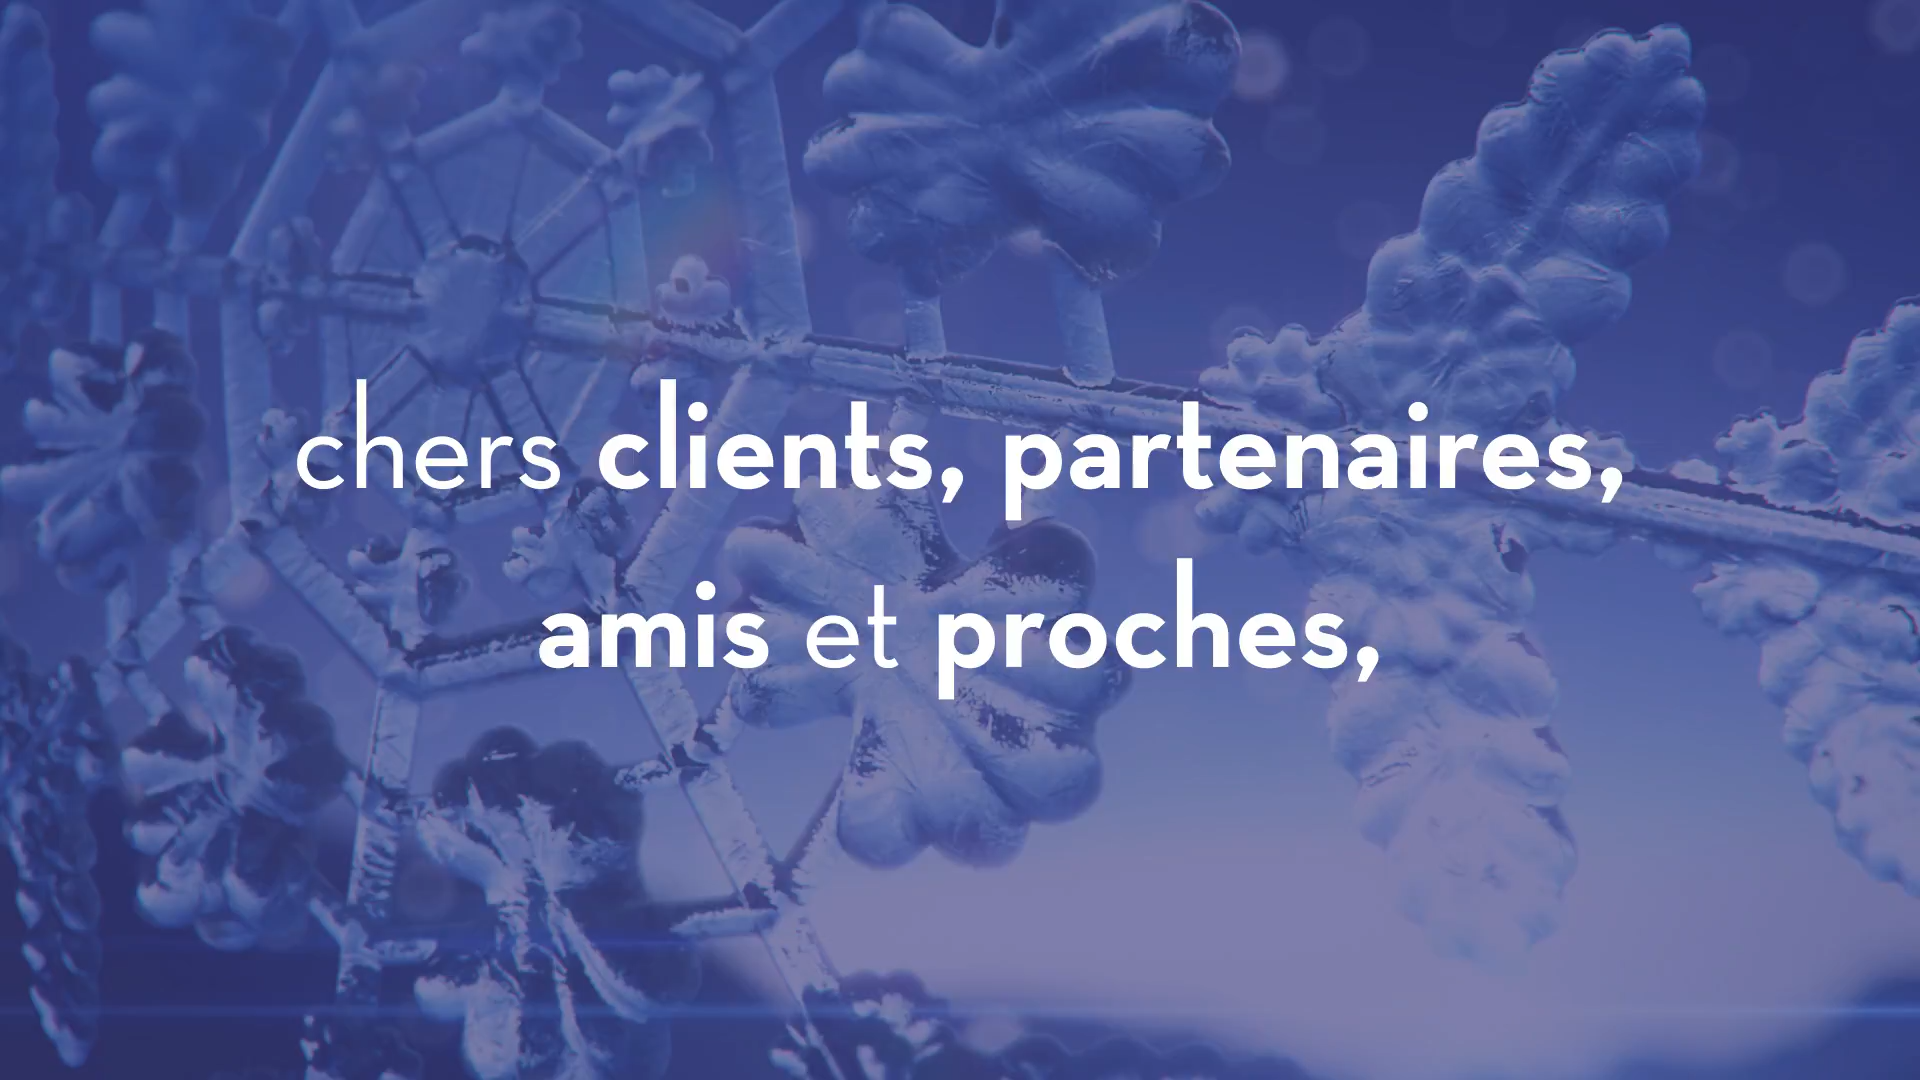 chers clients, partenaires,
amis et proches,